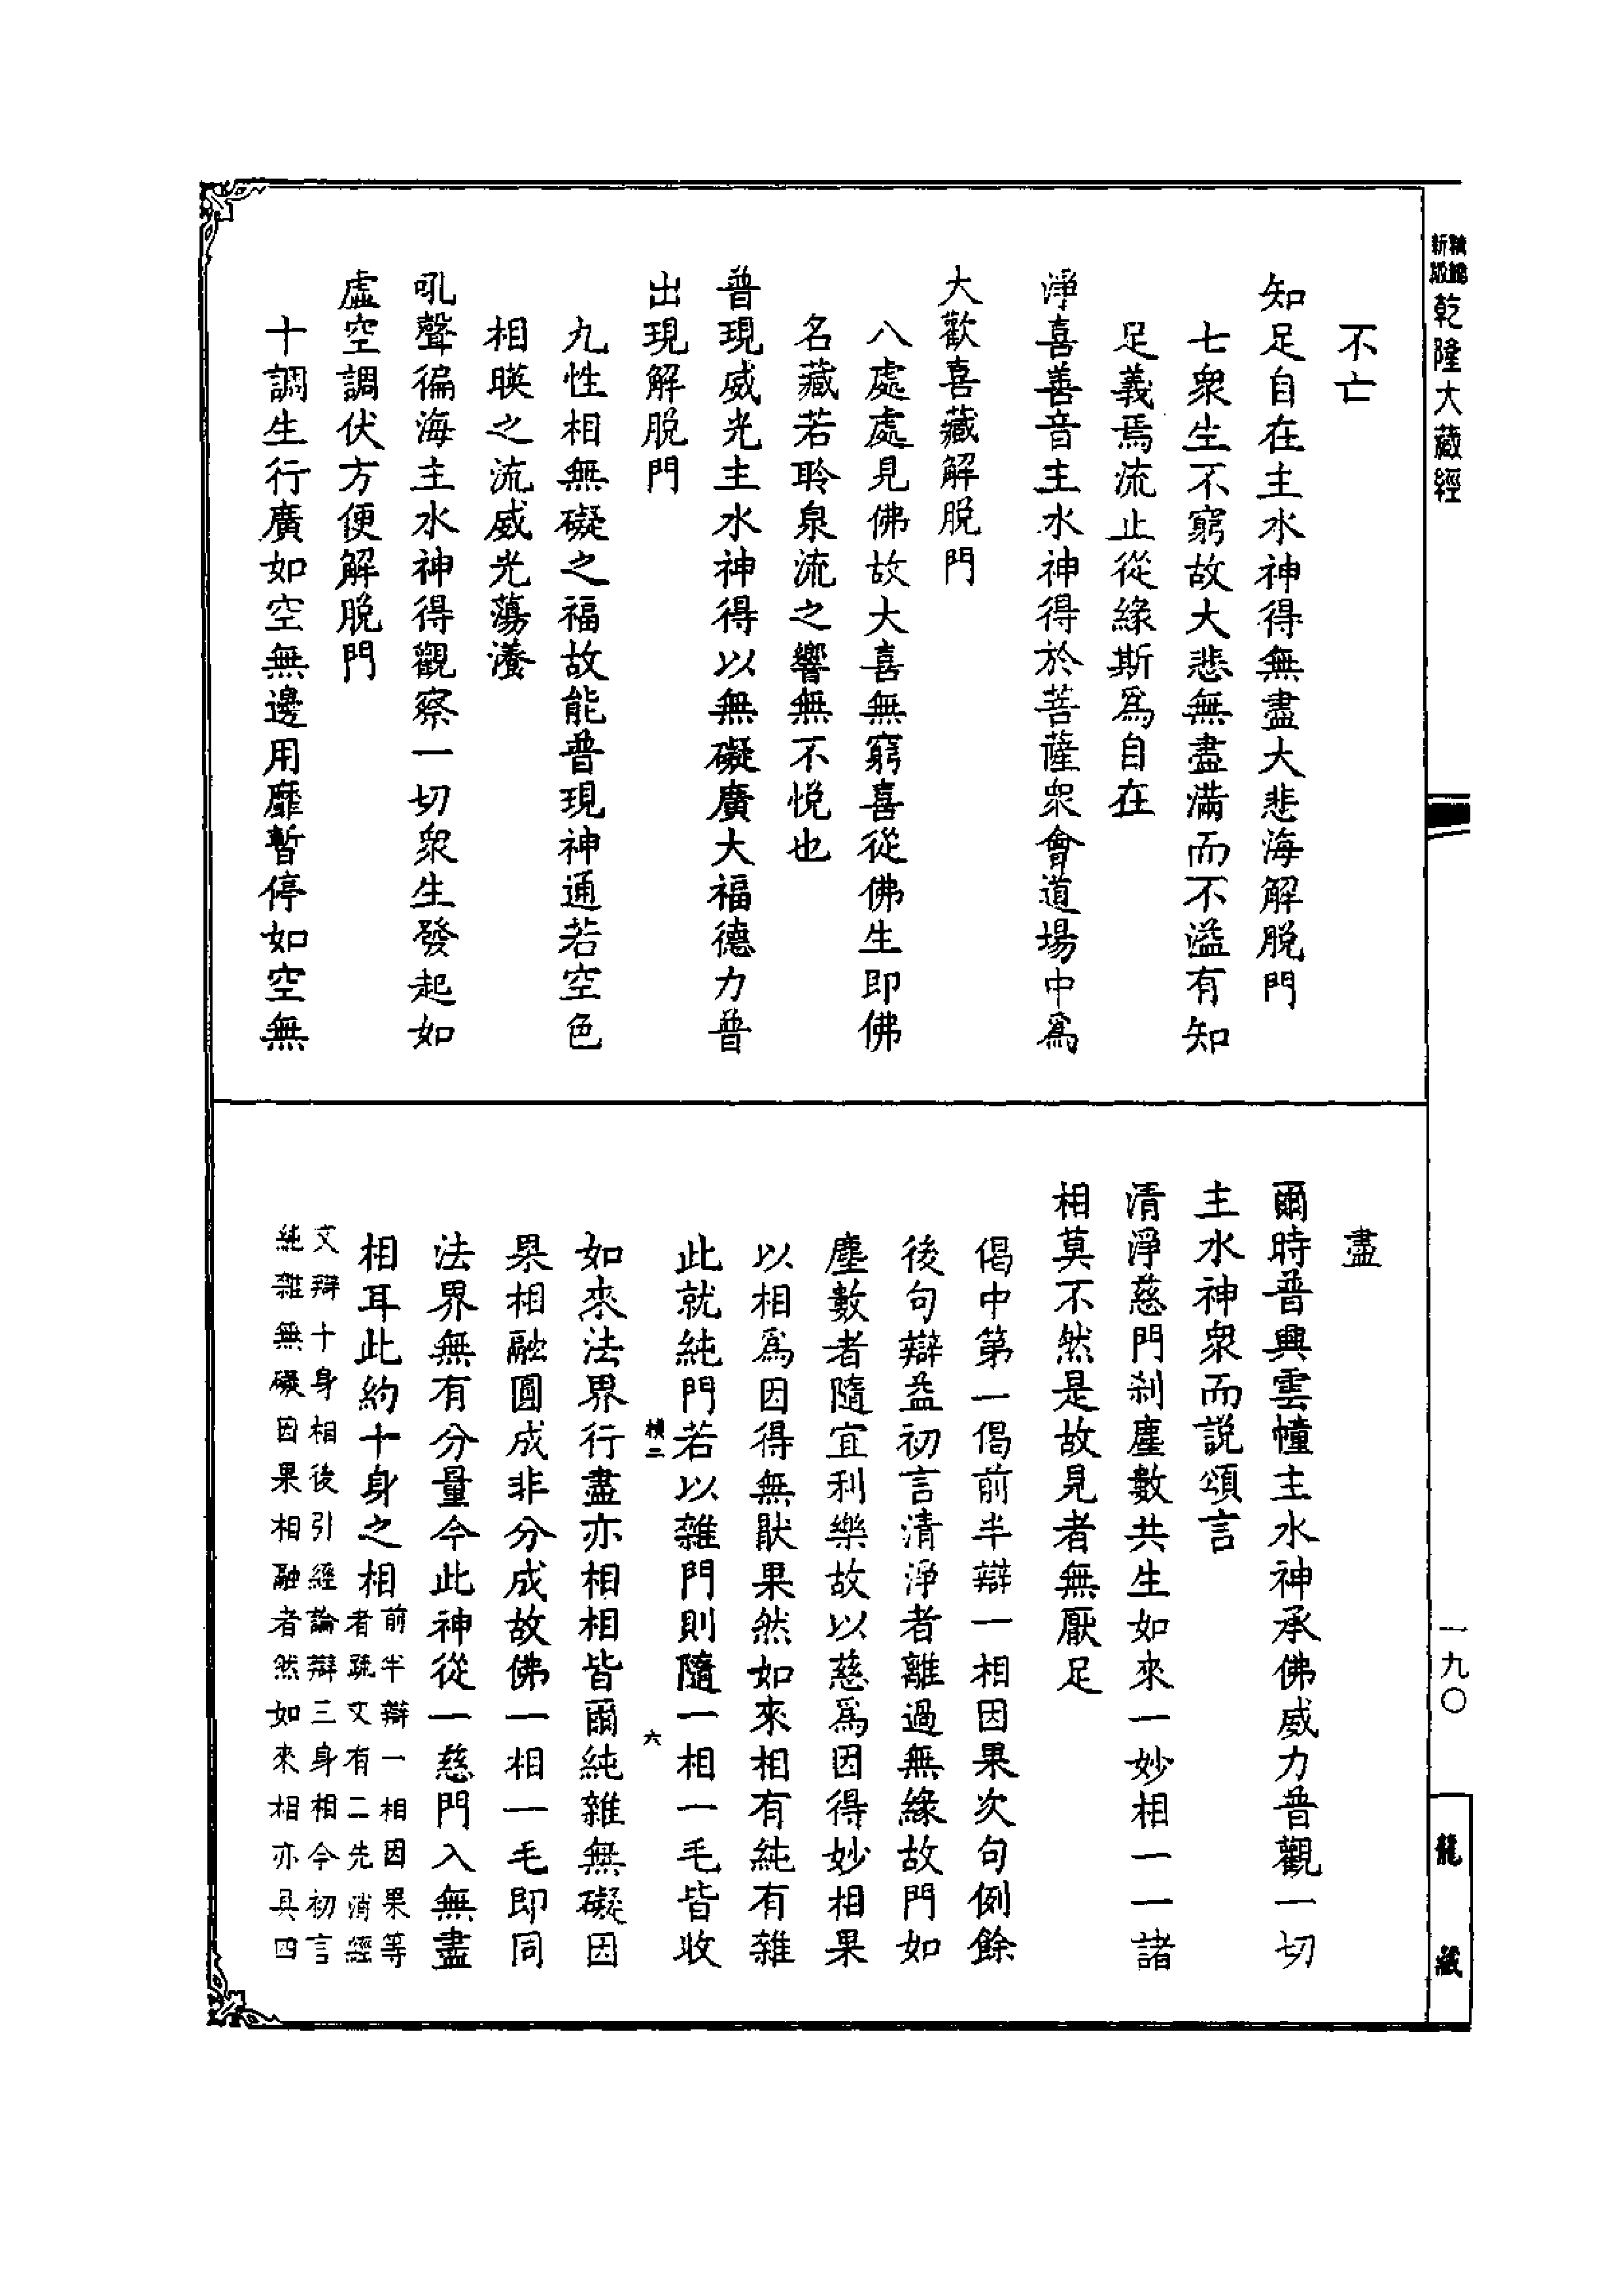 新編
縮版
乾隆大藏經
不亡
知足自在主水神得無盡大悲海解脫門
七衆生不窮故大悲無盡滿而不溢有知
足義焉流止從緣斯爲自在
淨喜善音主水神得於菩薩衆會道場中爲
大歡喜藏解脫門
八處處見佛故大喜無窮喜從佛生即佛
名藏若聆泉流之響無不悅也
普現威光主水神得以無礙廣大福德力普
出現解脫門
九性相無礙之福故能普現神通若空色
相暎之流威光蕩瀁
吼聲徧海主水神得觀察一切衆生發起如
虛空調伏方便解脫門
十調生行廣如空無邊用靡暫停如空無
盡
爾時普興雲幢主水神承佛威力普觀一切
主水神衆而説頌言
清淨慈門刹塵數共生如來一妙相一一諸
相莫不然是故見者無厭足
偈中第一偈前半辯一相因果次句例餘
後句辯益初言清淨者離過無緣故門如
塵數者隨宜利樂故以慈爲因得妙相果
以相爲因得無猒果然如來相有純有雜
此就純門若以雜門則隨一相一毛皆收
横二
六
如來法界行盡亦相相皆爾純雜無礙因
果相融圓成非分成故佛一相一毛即同
法界無有分量今此神從一慈門入無盡
相耳此約十身之相
前半辯一相因果等
者疏文有二先消經
文辯十身相後引經論辯三身相今初言
純雜無礙因果相融者然如來相亦具四
一九〇
龍藏